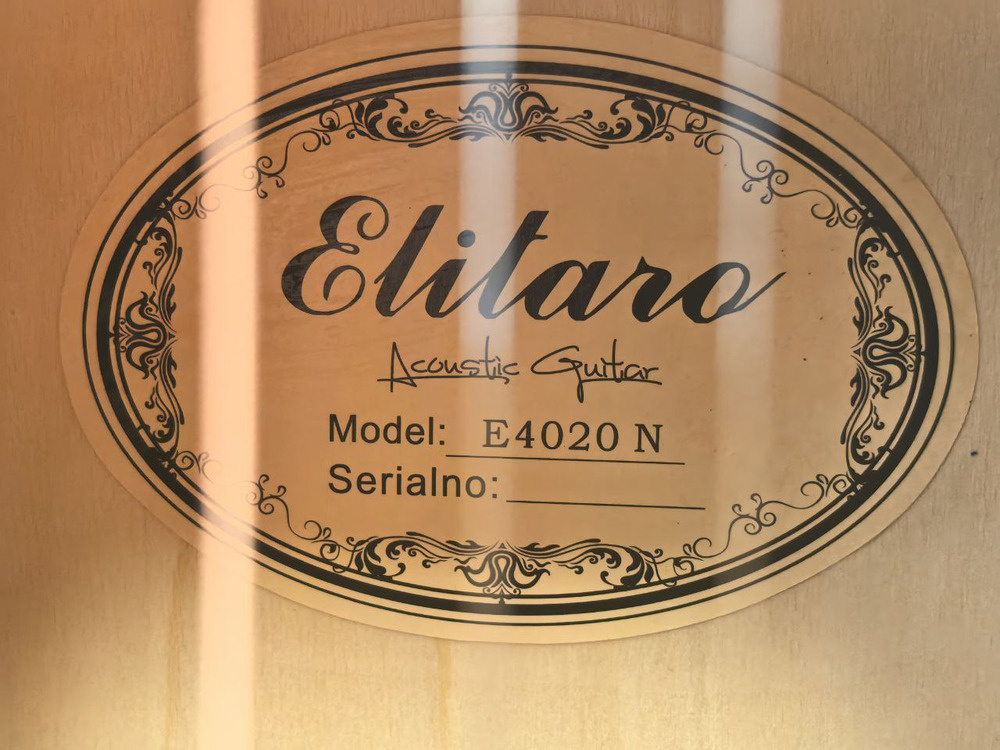 Elitaro
Acoustic Guitar
Model: E4020 N
Serialno: